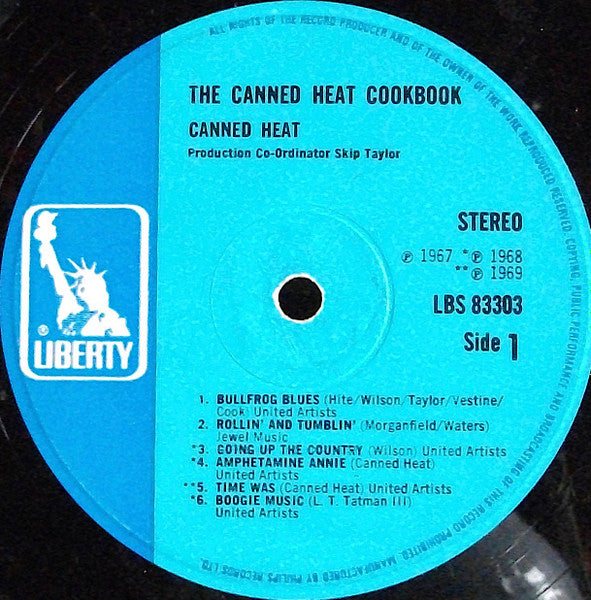 ALL RIGHTS OF THE RECORD PRODUCER AND OF THE OWNER OF THE WORK REPRODUCED RESERVED. COPYING, PUBLIC PERFORMANCE AND BROADCASTING OF THIS RECORD PROHIBITED. MANUFACTURED BY PHILIPS RECORDS LTD.
THE CANNED HEAT COOKBOOK
CANNED HEAT
Production Co-Ordinator Skip Taylor
STEREO
℗ 1967 *℗ 1968
**℗ 1969
LBS 83303
Side 1
® LIBERTY
1. BULLFROG BLUES (Hite/Wilson/Taylor/Vestine/
Cook) United Artists
2. ROLLIN' AND TUMBLIN' (Morganfield/Waters)
Jewel Music
*3. GOING UP THE COUNTRY (Wilson) United Artists
*4. AMPHETAMINE ANNIE (Canned Heat)
United Artists
**5. TIME WAS (Canned Heat) United Artists
*6. BOOGIE MUSIC (L. T. Tatman III)
United Artists